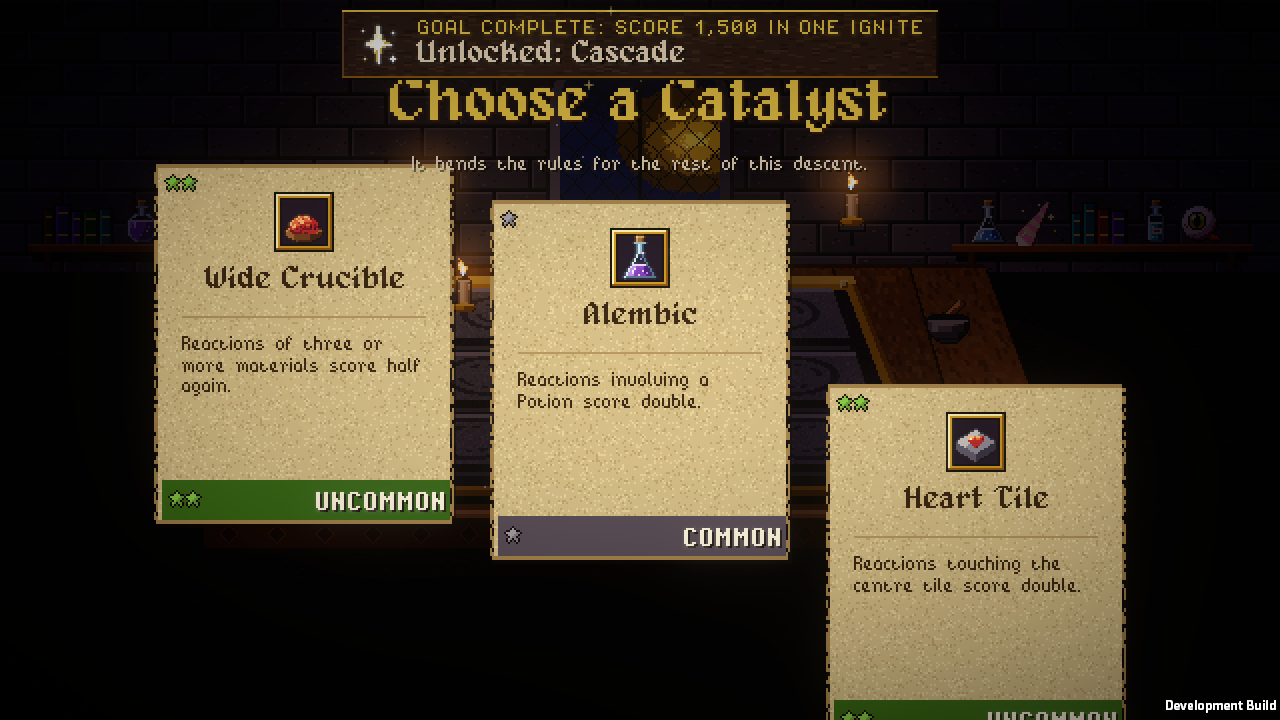 GOAL COMPLETE: SCORE 1,500 IN ONE IGNITE
Unlocked: Cascade
Choose a Catalyst
It bends the rules for the rest of this descent.
Wide Crucible
Reactions of three or
more materials score half
again.
UNCOMMON
Alembic
Reactions involving a
Potion score double.
COMMON
Heart Tile
Reactions touching the
centre tile score double.
UNCOMMON
Development Build